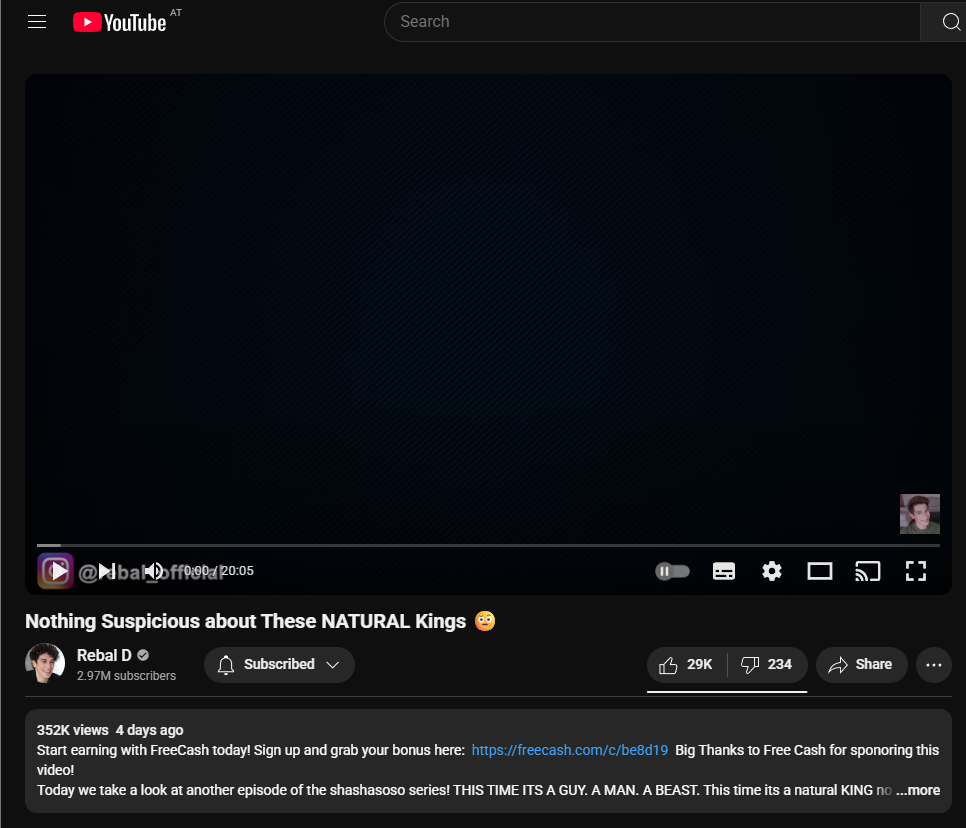 YouTube AT
Search
@rebal_official
0:00 / 20:05
Nothing Suspicious about These NATURAL Kings
Rebal D
2.97M subscribers
Subscribed
29K
234
Share
352K views 4 days ago
Start earning with FreeCash today! Sign up and grab your bonus here: https://freecash.com/c/be8d19 Big Thanks to Free Cash for sponoring this
video!
Today we take a look at another episode of the shashasoso series! THIS TIME ITS A GUY. A MAN. A BEAST. This time its a natural KING no ...more